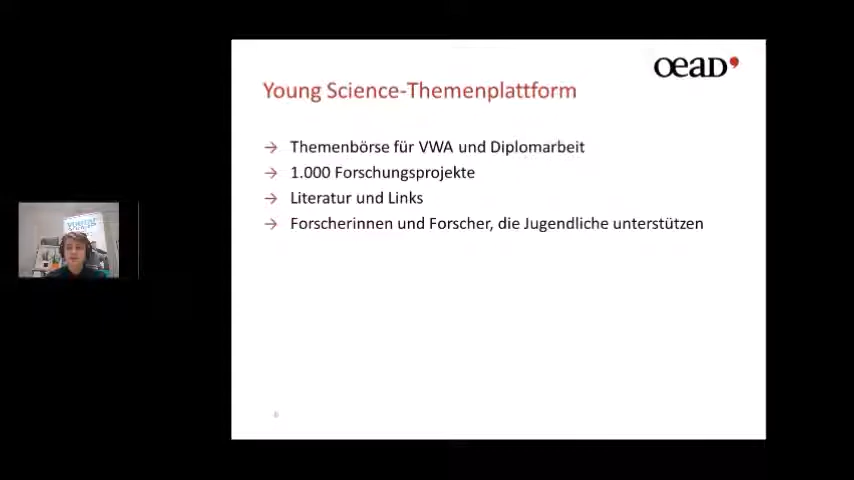 OEAD'
Young Science-Themenplattform
→ Themenbörse für VWA und Diplomarbeit
→ 1.000 Forschungsprojekte
→ Literatur und Links
→ Forscherinnen und Forscher, die Jugendliche unterstützen